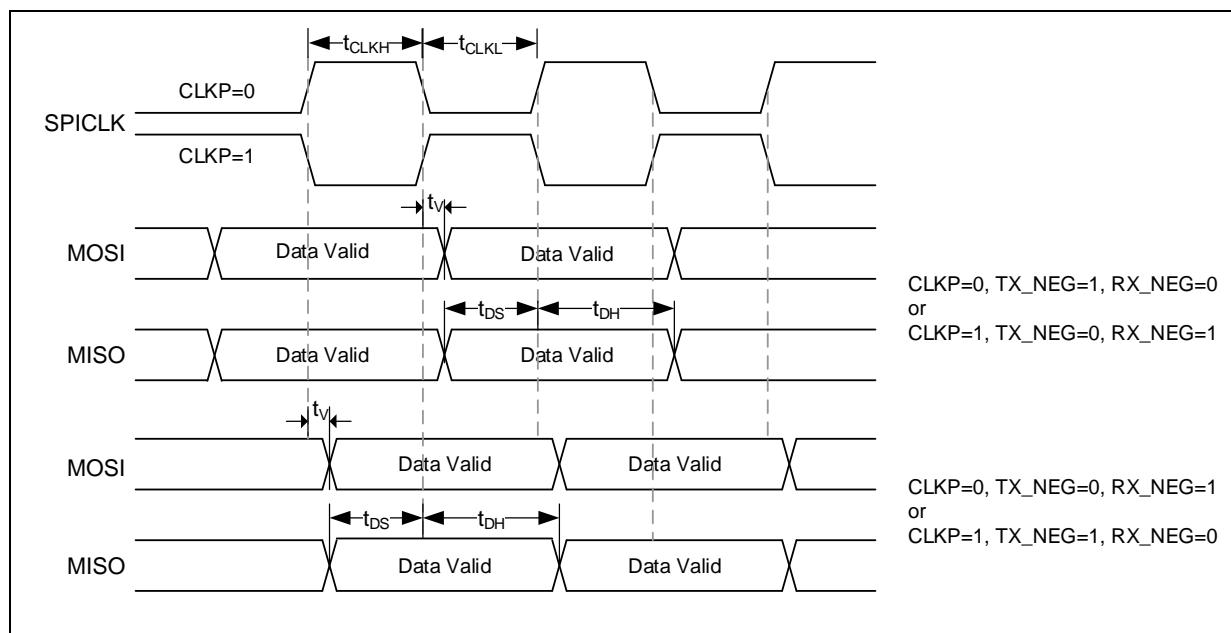 tCLKH
tCLKL
CLKP=0
SPICLK
CLKP=1
tV
MOSI
Data Valid
Data Valid
CLKP=0, TX_NEG=1, RX_NEG=0
or
CLKP=1, TX_NEG=0, RX_NEG=1
tDS
tDH
MISO
Data Valid
Data Valid
tV
MOSI
Data Valid
Data Valid
CLKP=0, TX_NEG=0, RX_NEG=1
or
CLKP=1, TX_NEG=1, RX_NEG=0
tDS
tDH
MISO
Data Valid
Data Valid